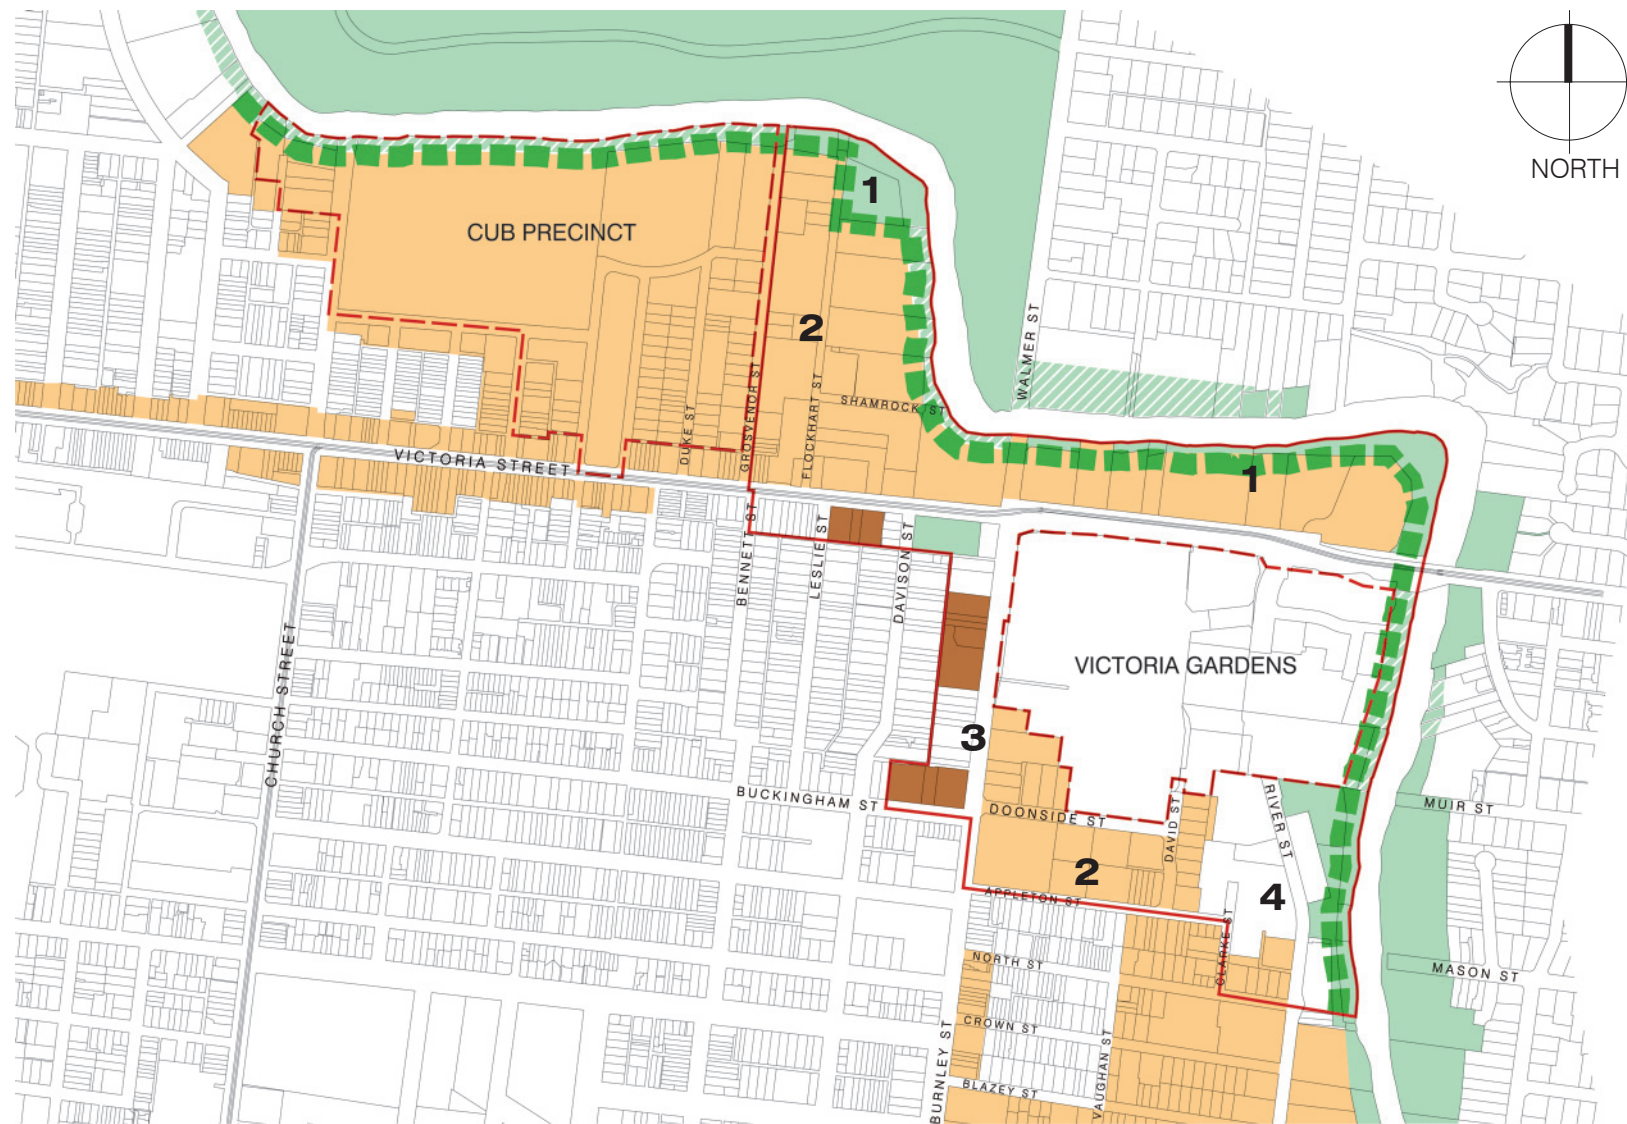 NORTH
1
CUB PRECINCT
2
WALMER ST
SHAMROCK ST
GROSVENOR ST
FLOCKHART ST
DUKE ST
VICTORIA STREET
1
BENNETT ST
LESLIE ST
DAVISON ST
VICTORIA GARDENS
CHURCH STREET
3
BUCKINGHAM ST
DOONSIDE ST
DAVID ST
RIVER ST
MUIR ST
2
4
APPLETON ST
CLARKE ST
NORTH ST
MASON ST
CROWN ST
BURNLEY ST
VAUGHAN ST
BLAZEY ST